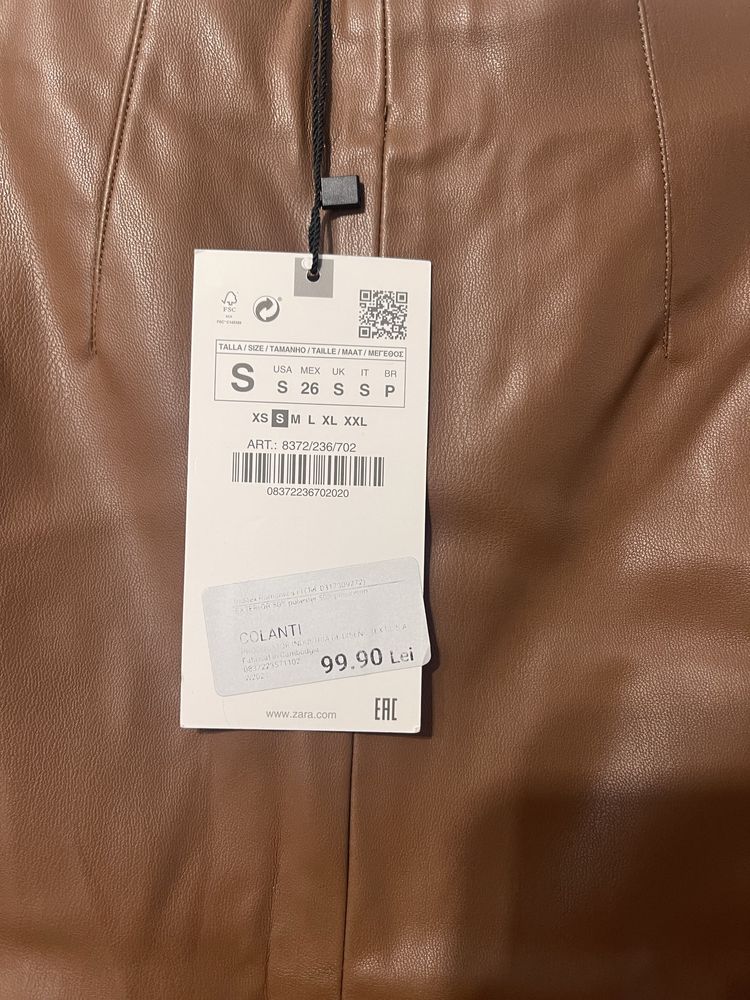 FSC
MIX
TALLA / SIZE / TAMANHO / TAILLE / MAAT / ΜΕΓΕΘΟΣ
S
USA MEX UK IT BR
S 26 S S P
XS S M L XL XXL
ART.: 8372/236/702
08372236702020
COLANTI
99.90 Lei
www.zara.com
EAC